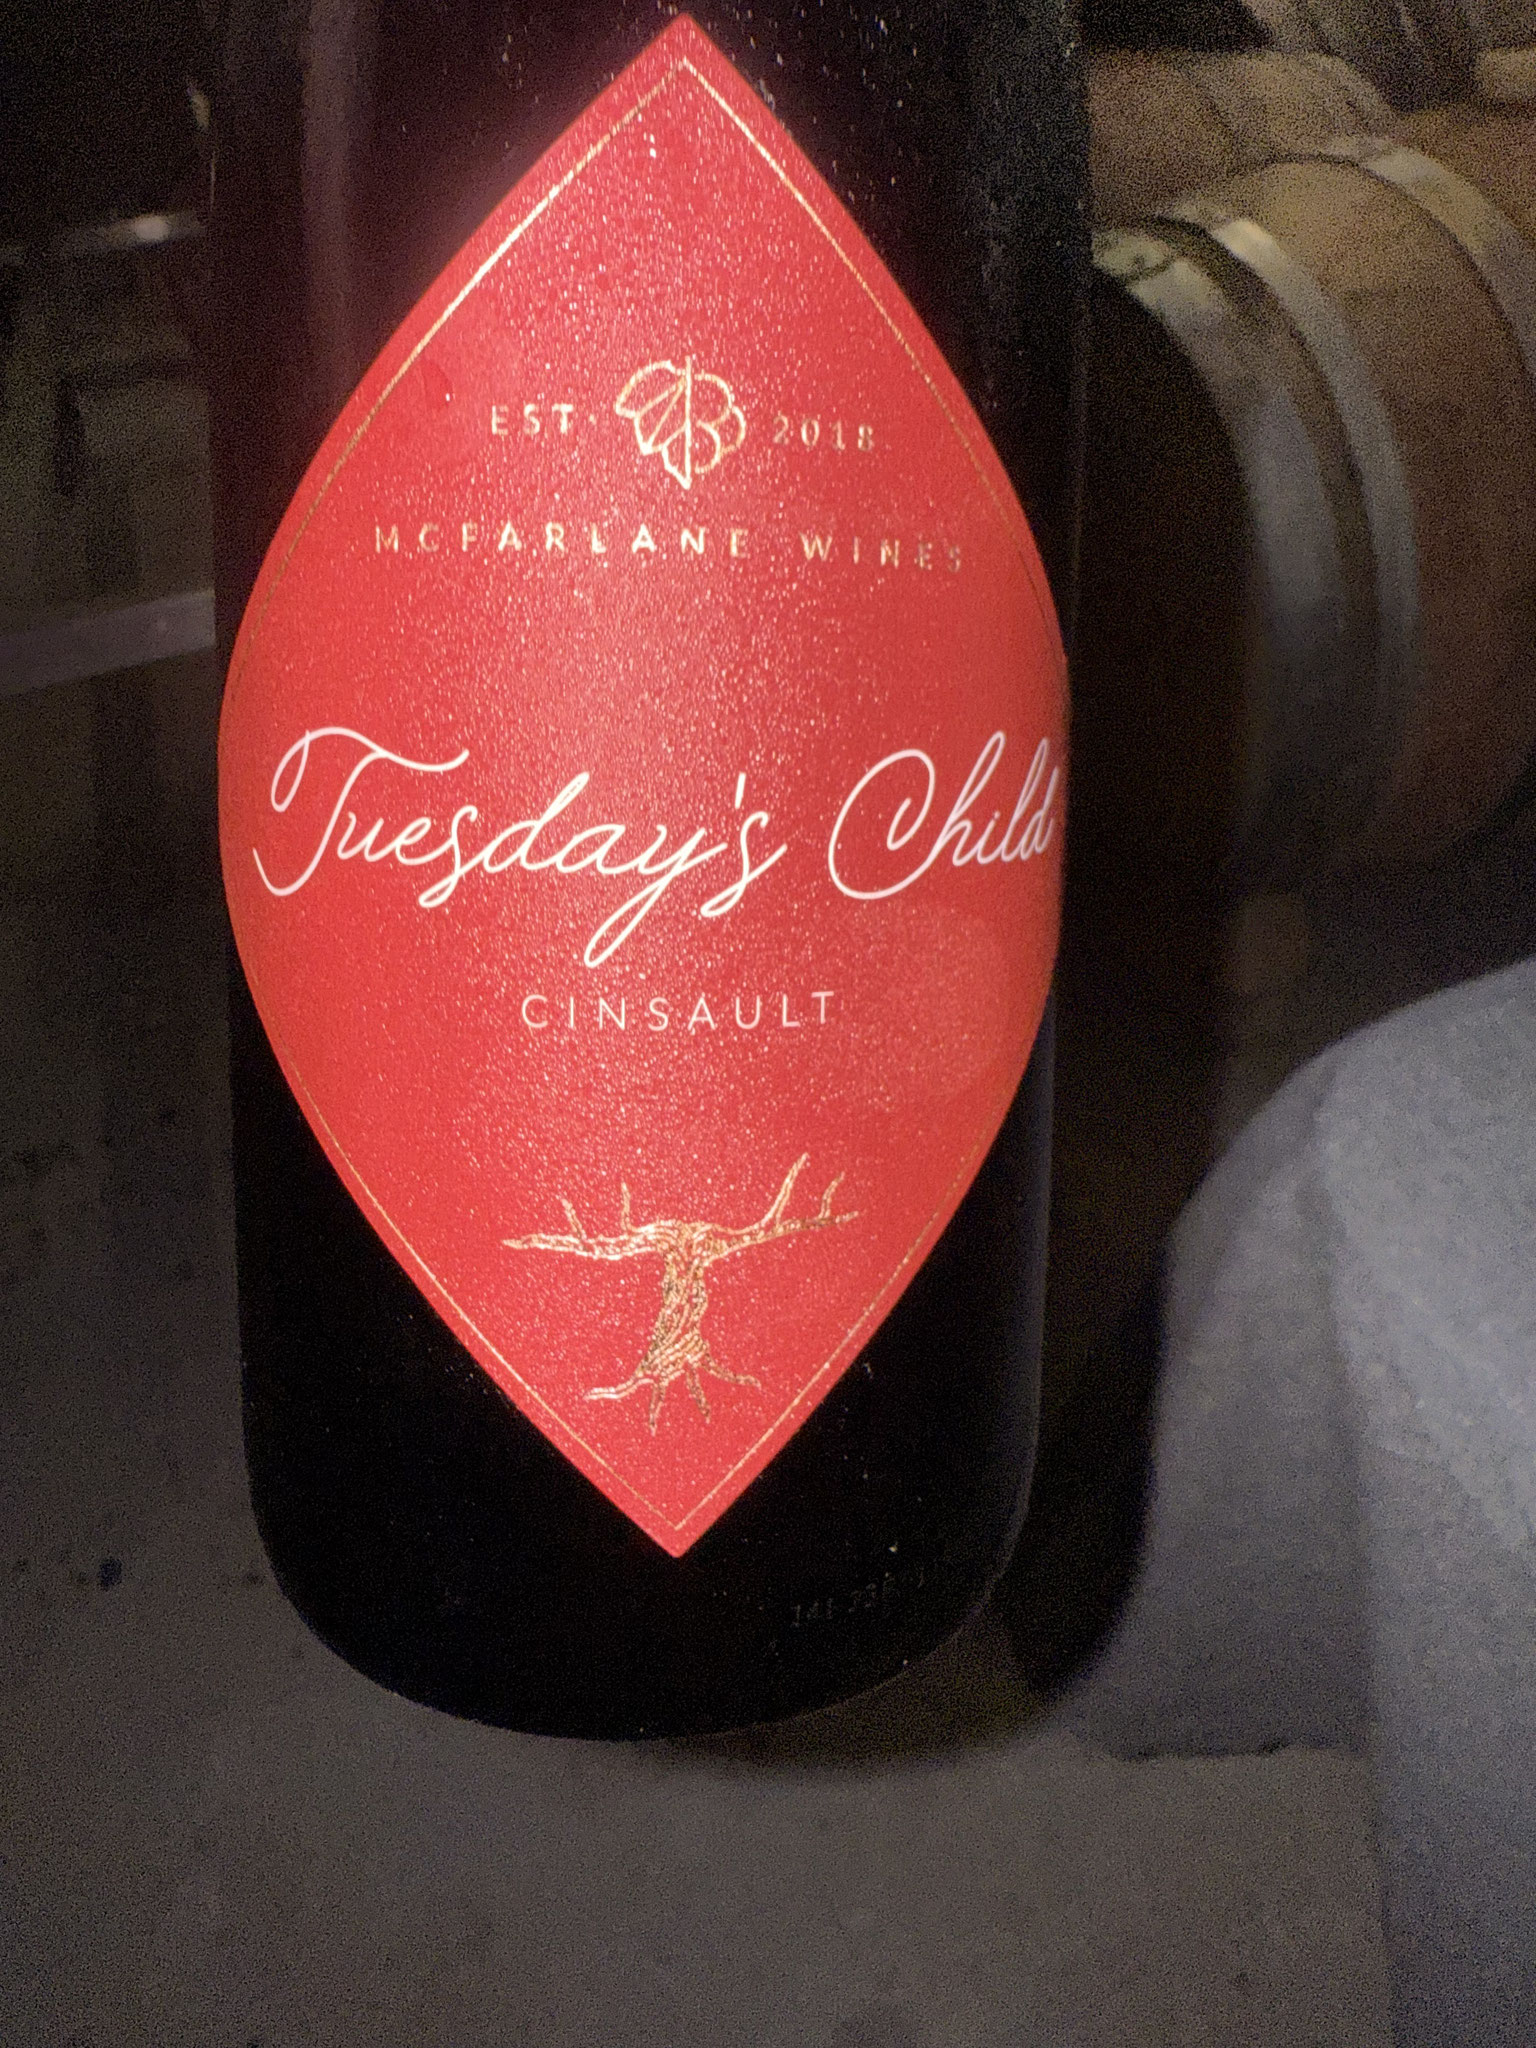 EST. 2018
MCFARLANE WINES
Tuesday's Child
CINSAULT